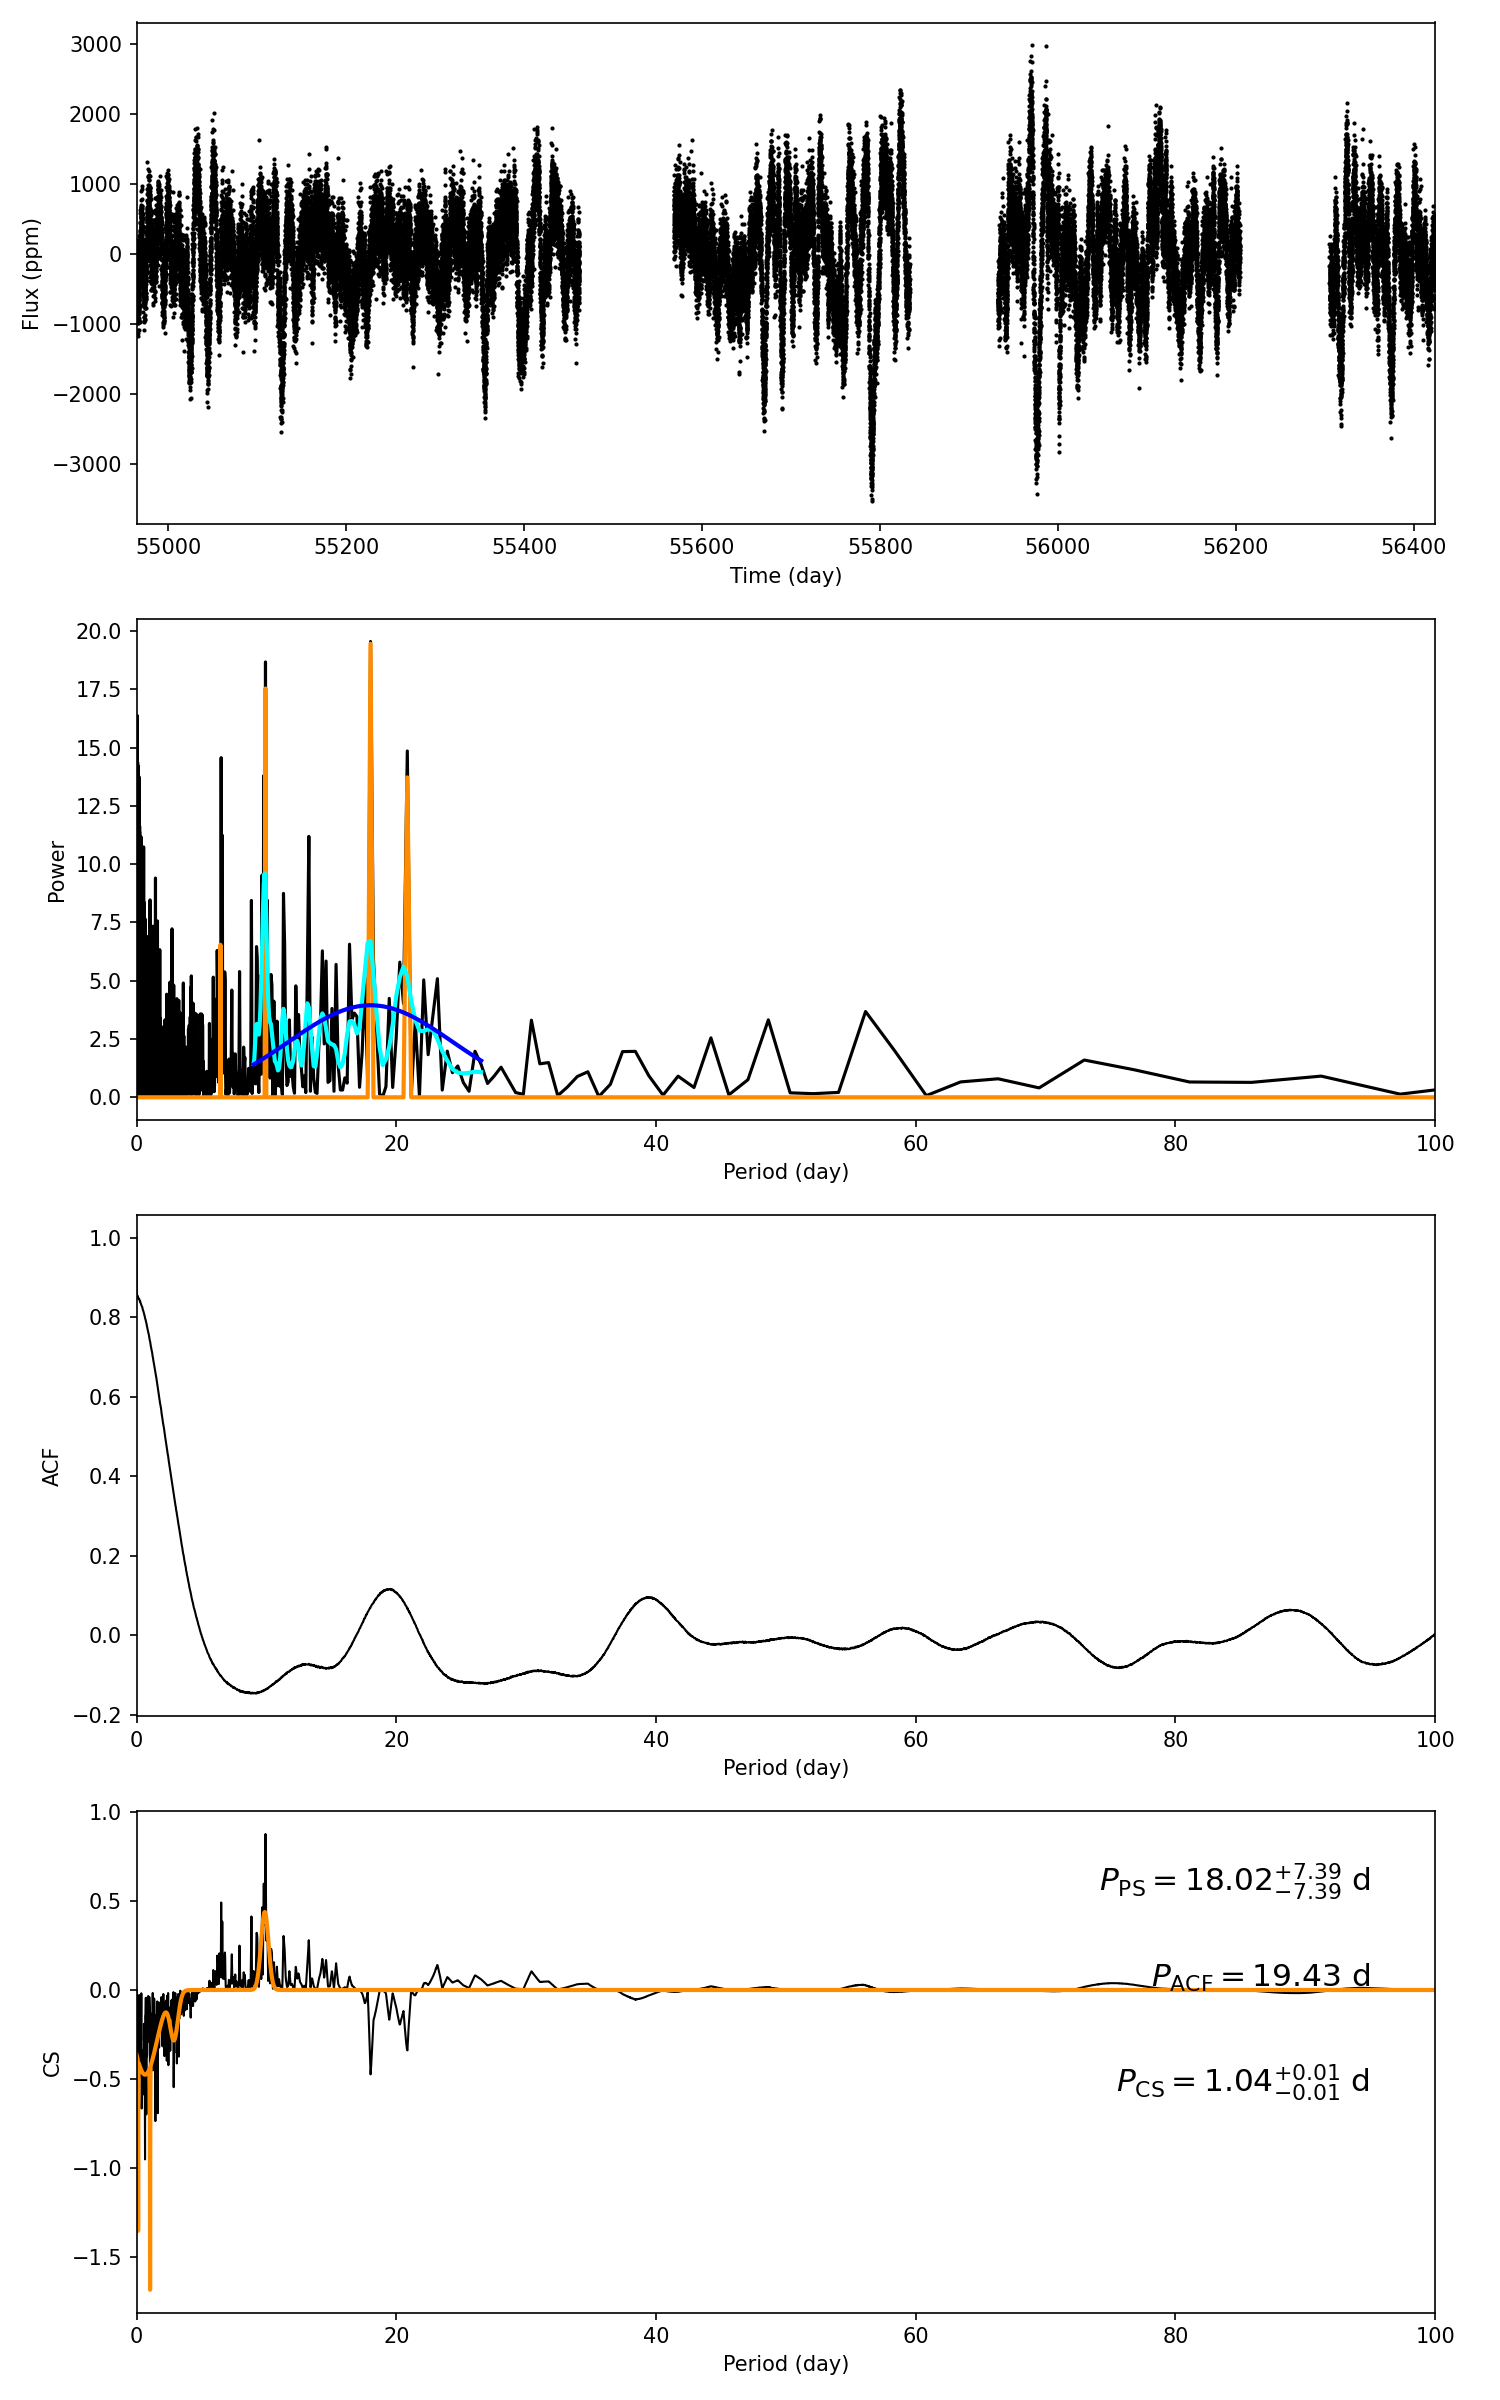 3000
2000
1000
0
−1000
−2000
−3000
Flux (ppm)
55000 55200 55400 55600 55800 56000 56200 56400
Time (day)
20.0
17.5
15.0
12.5
10.0
7.5
5.0
2.5
0.0
Power
0 20 40 60 80 100
Period (day)
1.0
0.8
0.6
0.4
0.2
0.0
−0.2
ACF
0 20 40 60 80 100
Period (day)
1.0
0.5
0.0
−0.5
−1.0
−1.5
CS
P_PS = 18.02^{+7.39}_{−7.39} d
P_ACF = 19.43 d
P_CS = 1.04^{+0.01}_{−0.01} d
0 20 40 60 80 100
Period (day)